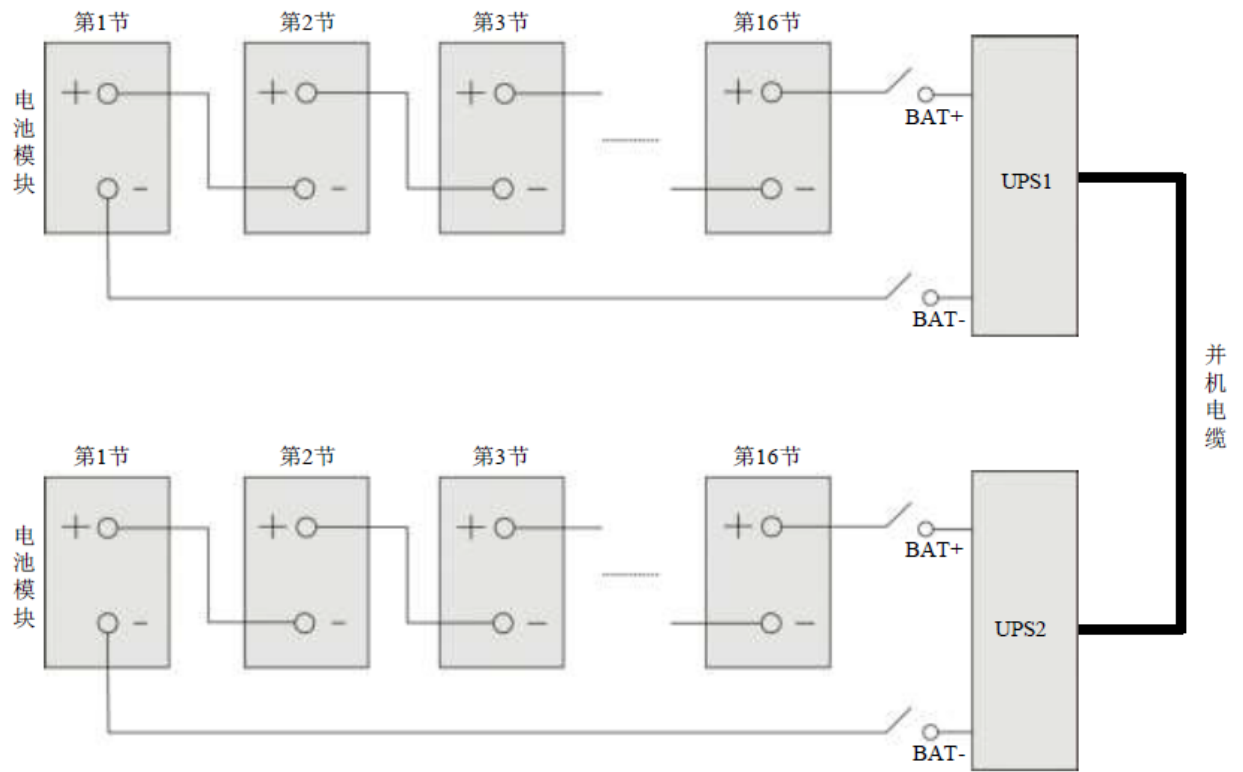 第1节
第2节
第3节
第16节
电池模块
+
+
+
+
BAT+
-
-
-
-
UPS1
BAT-
并机电缆
第1节
第2节
第3节
第16节
电池模块
+
+
+
+
BAT+
-
-
-
-
UPS2
BAT-